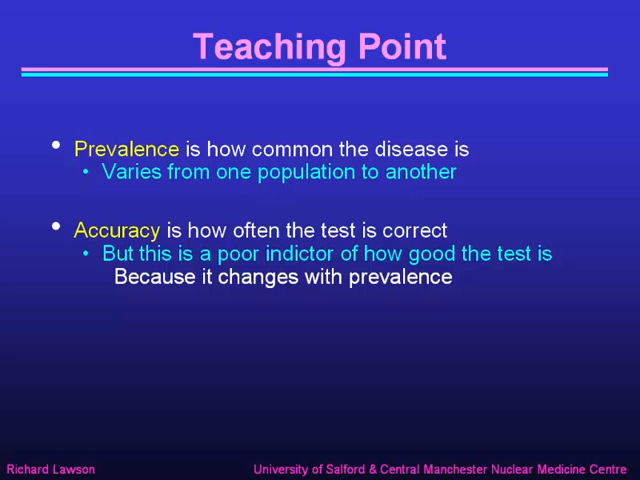 Teaching Point
• Prevalence is how common the disease is
• Varies from one population to another
• Accuracy is how often the test is correct
• But this is a poor indictor of how good the test is
Because it changes with prevalence
Richard Lawson
University of Salford & Central Manchester Nuclear Medicine Centre